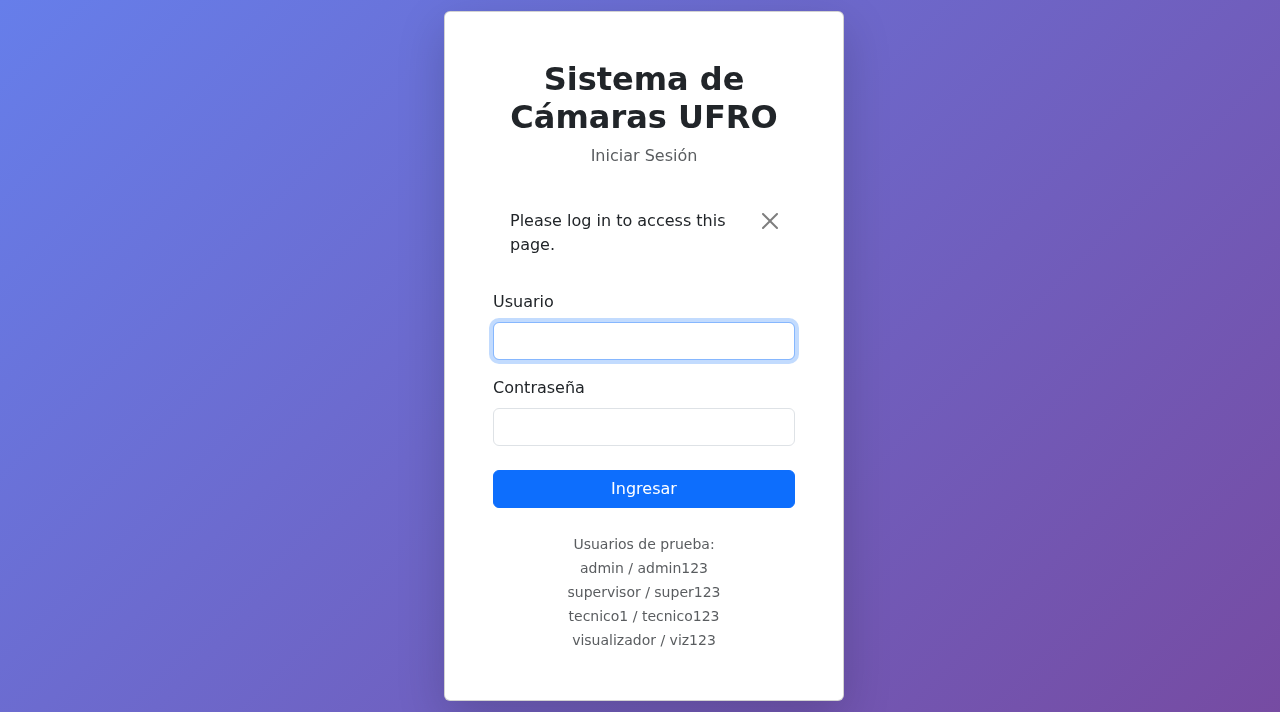 Sistema de
Cámaras UFRO
Iniciar Sesión
Please log in to access this
page.
Usuario
Contraseña
Ingresar
Usuarios de prueba:
admin / admin123
supervisor / super123
tecnico1 / tecnico123
visualizador / viz123